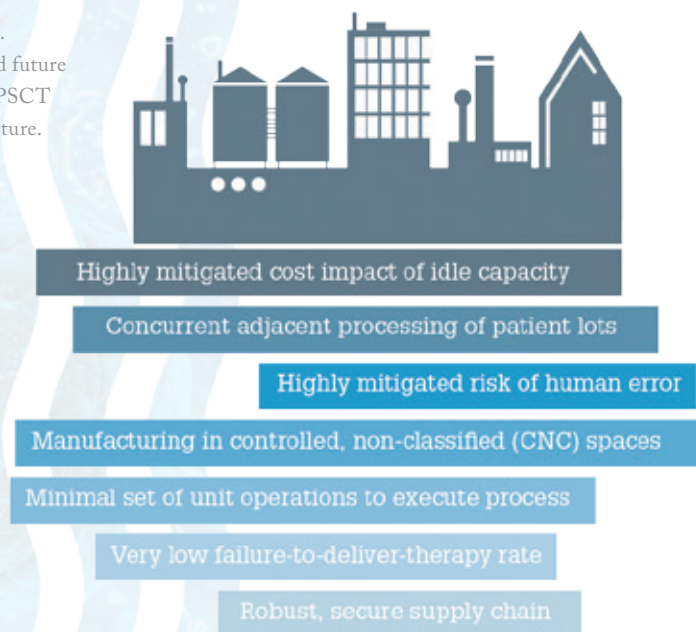 .
d future
PSCT
ture.
Highly mitigated cost impact of idle capacity
Concurrent adjacent processing of patient lots
Highly mitigated risk of human error
Manufacturing in controlled, non-classified (CNC) spaces
Minimal set of unit operations to execute process
Very low failure-to-deliver-therapy rate
Robust, secure supply chain